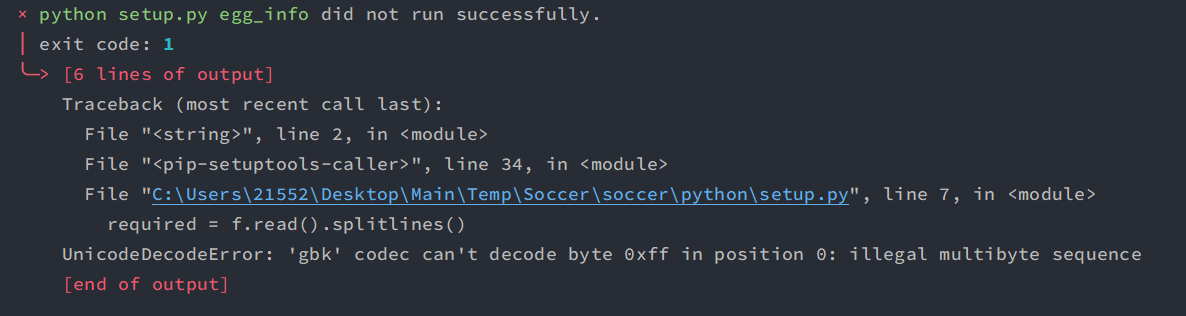 × python setup.py egg_info did not run successfully.
│ exit code: 1
╰─> [6 lines of output]
Traceback (most recent call last):
File "<string>", line 2, in <module>
File "<pip-setuptools-caller>", line 34, in <module>
File "C:\Users\21552\Desktop\Main\Temp\Soccer\soccer\python\setup.py", line 7, in <module>
required = f.read().splitlines()
UnicodeDecodeError: 'gbk' codec can't decode byte 0xff in position 0: illegal multibyte sequence
[end of output]